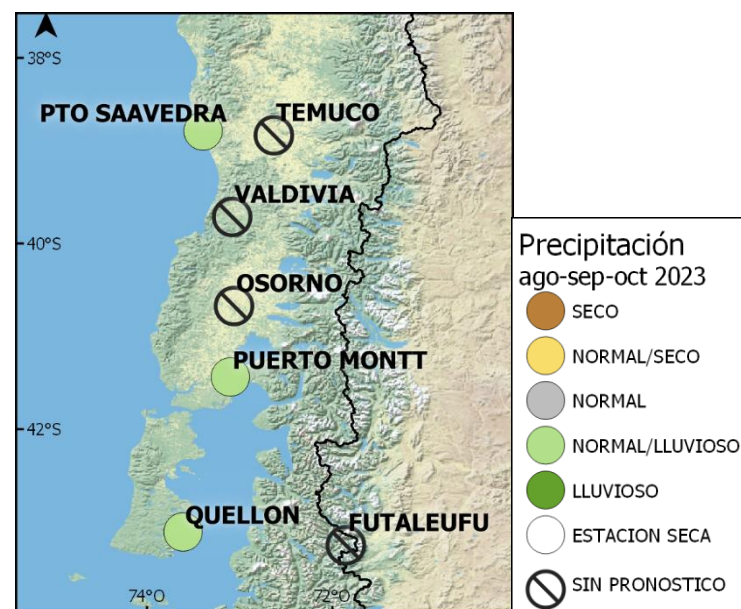 38°S
PTO SAAVEDRA
TEMUCO
VALDIVIA
40°S
OSORNO
PUERTO MONTT
42°S
QUELLON
FUTALEUFU
74°O
72°O
Precipitación
ago-sep-oct 2023
SECO
NORMAL/SECO
NORMAL
NORMAL/LLUVIOSO
LLUVIOSO
ESTACION SECA
SIN PRONOSTICO